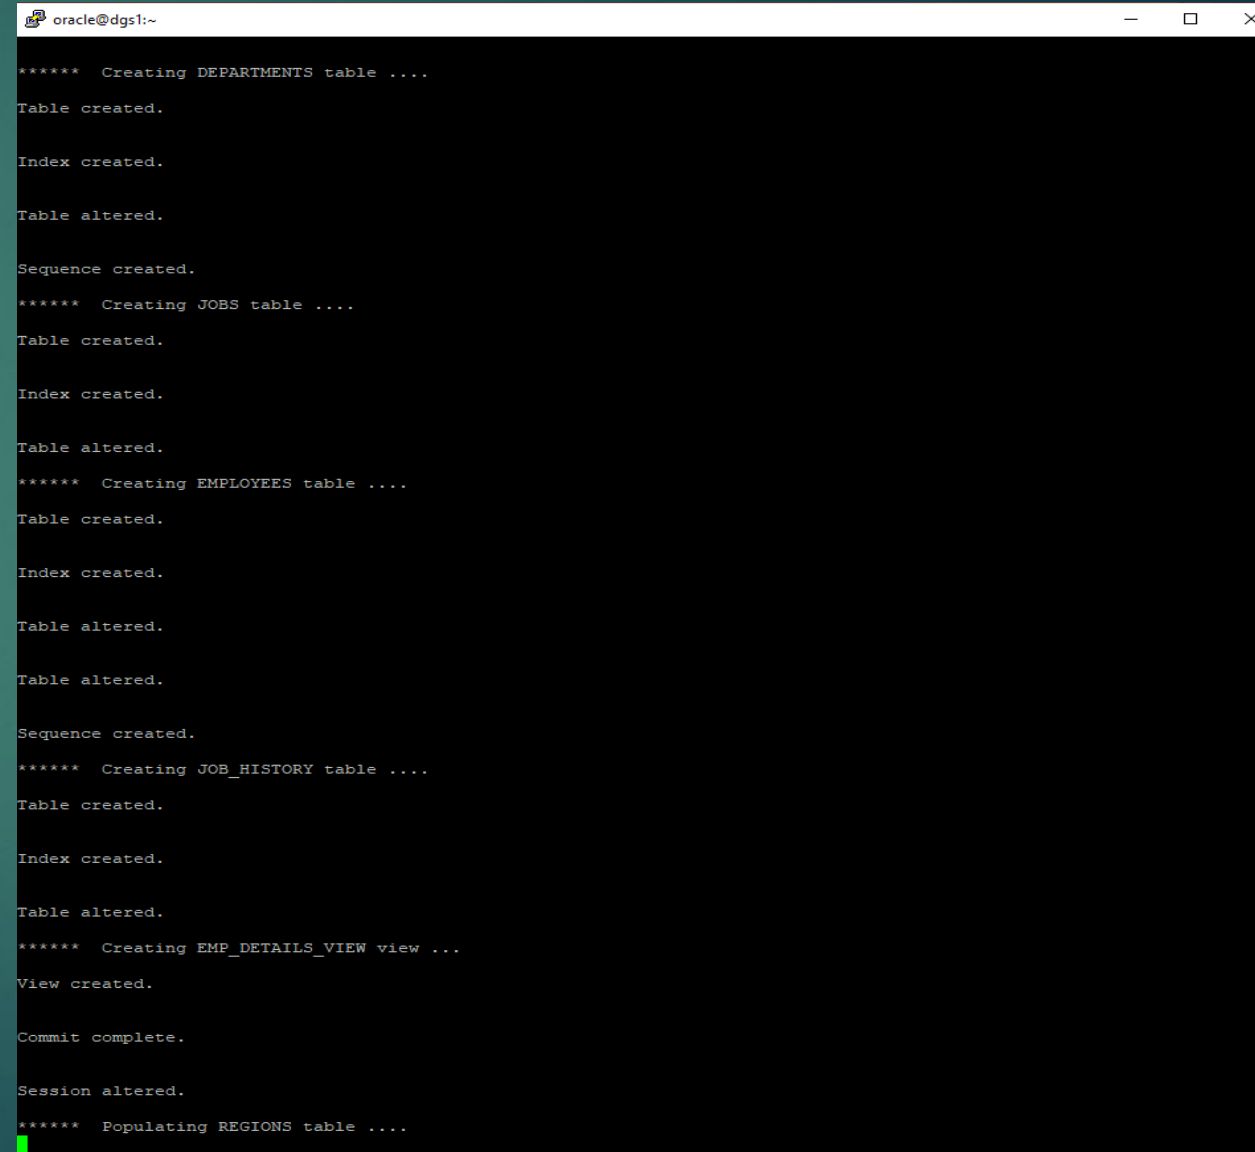 oracle@dgs1:~
****** Creating DEPARTMENTS table ....
Table created.
Index created.
Table altered.
Sequence created.
****** Creating JOBS table ....
Table created.
Index created.
Table altered.
****** Creating EMPLOYEES table ....
Table created.
Index created.
Table altered.
Table altered.
Sequence created.
****** Creating JOB_HISTORY table ....
Table created.
Index created.
Table altered.
****** Creating EMP_DETAILS_VIEW view ...
View created.
Commit complete.
Session altered.
****** Populating REGIONS table ....